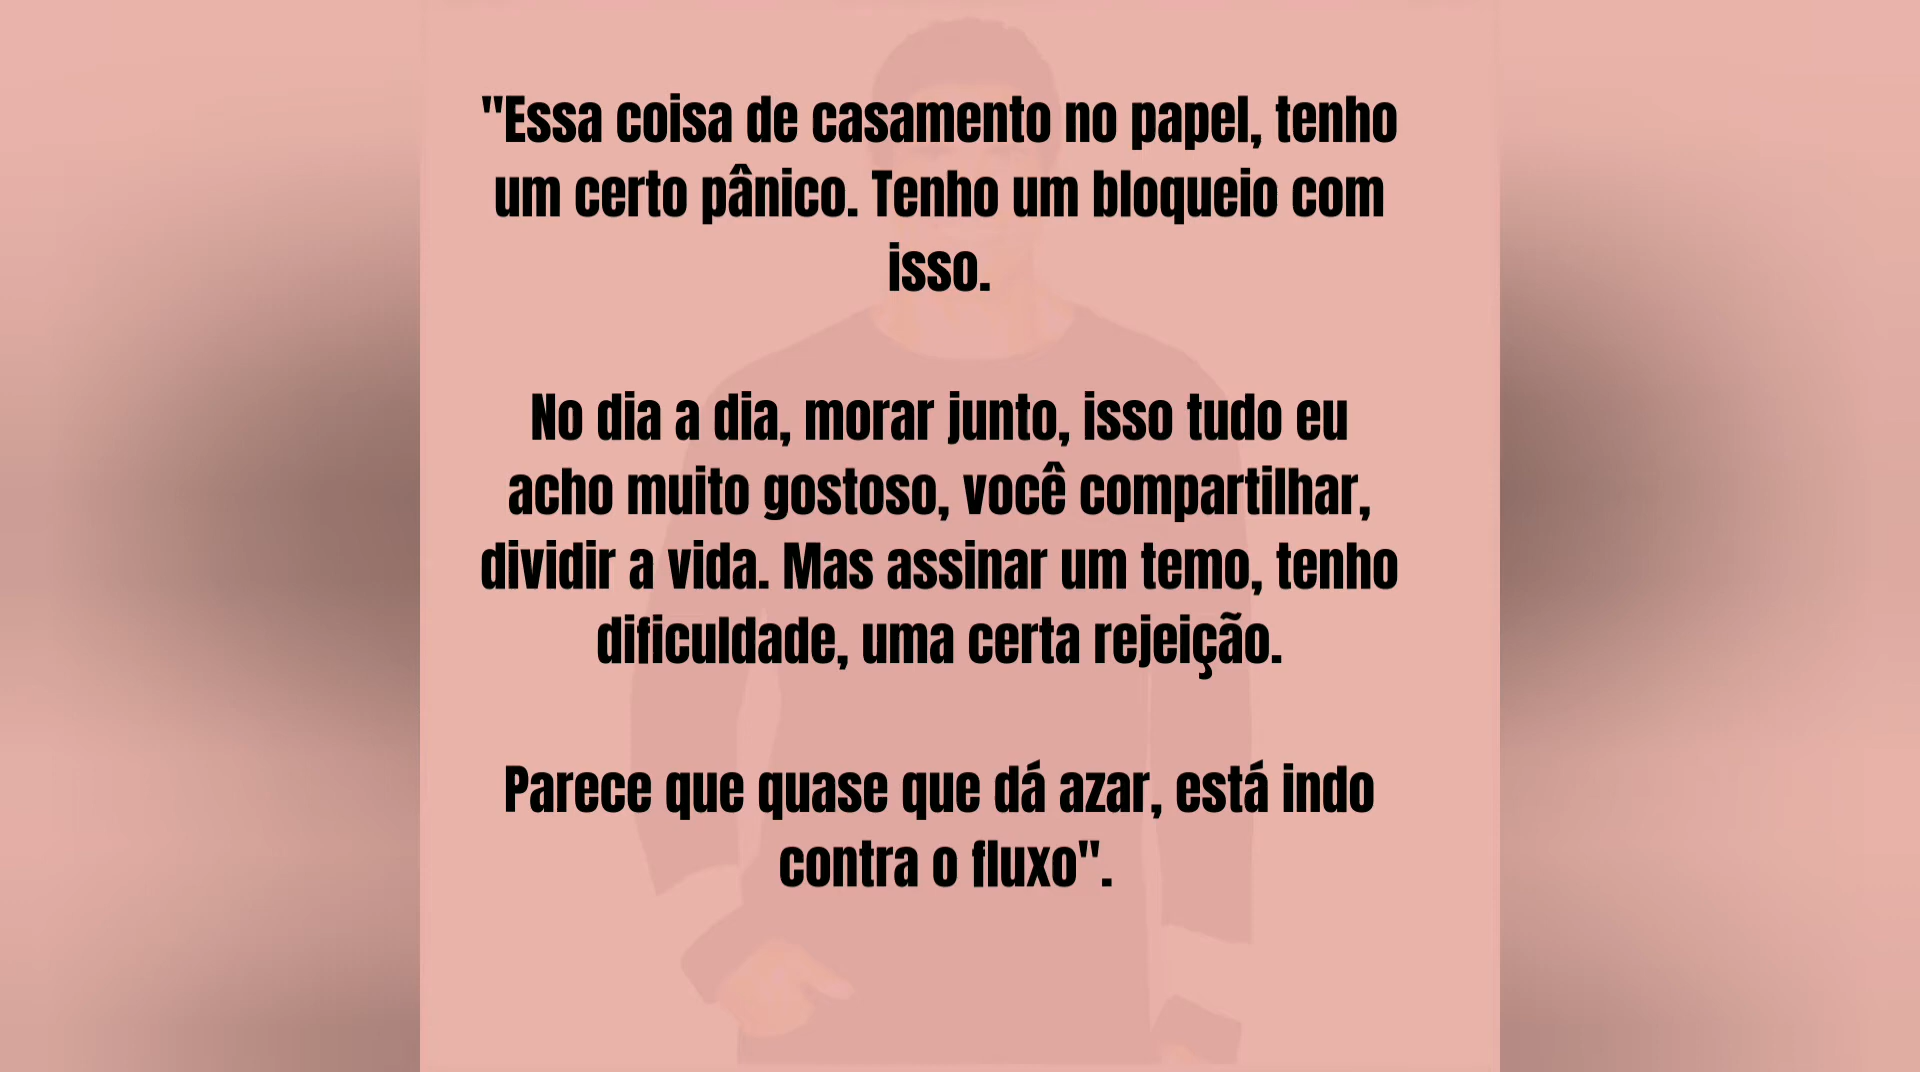 "Essa coisa de casamento no papel, tenho
um certo pânico. Tenho um bloqueio com
isso.
No dia a dia, morar junto, isso tudo eu
acho muito gostoso, você compartilhar,
dividir a vida. Mas assinar um temo, tenho
dificuldade, uma certa rejeição.
Parece que quase que dá azar, está indo
contra o fluxo".